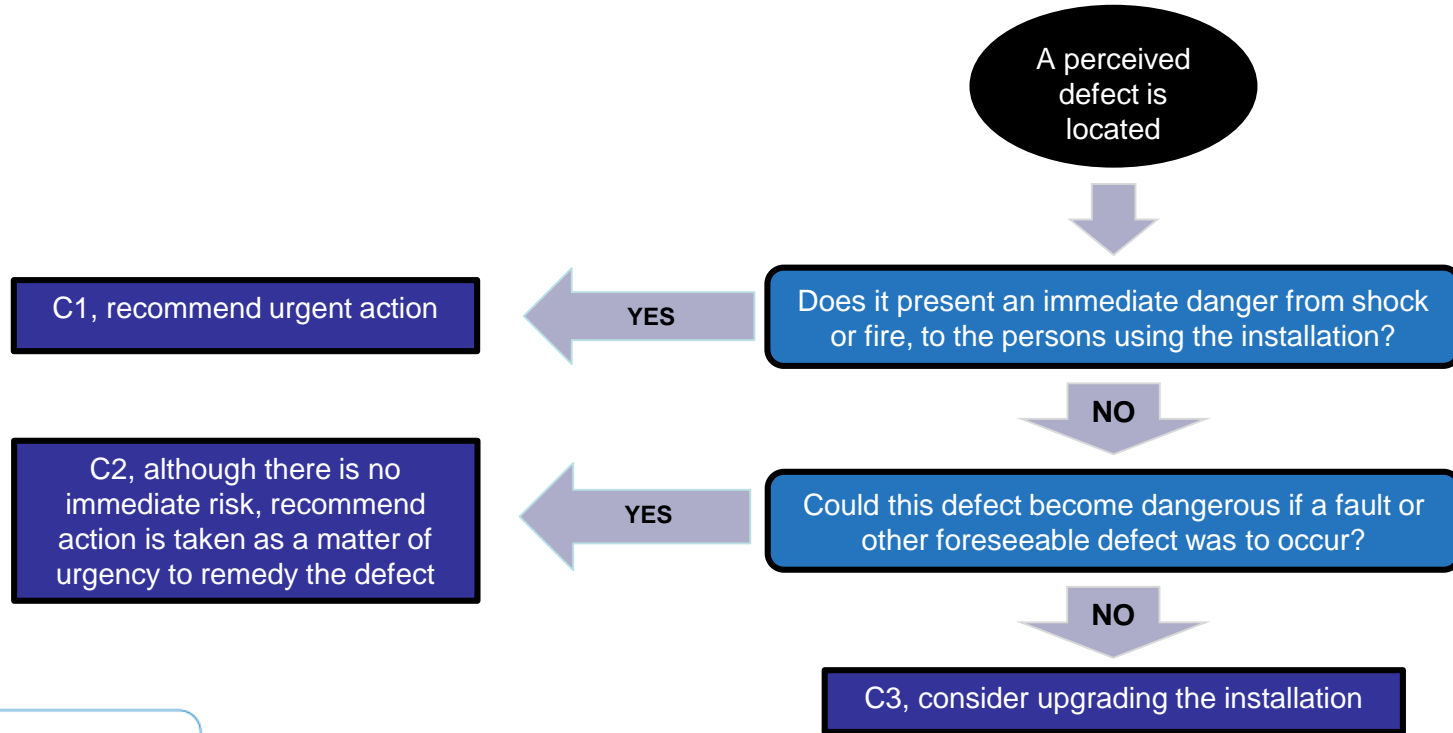 A perceived
defect is
located
Does it present an immediate danger from shock
or fire, to the persons using the installation?
YES
C1, recommend urgent action
NO
Could this defect become dangerous if a fault or
other foreseeable defect was to occur?
YES
C2, although there is no
immediate risk, recommend
action is taken as a matter of
urgency to remedy the defect
NO
C3, consider upgrading the installation